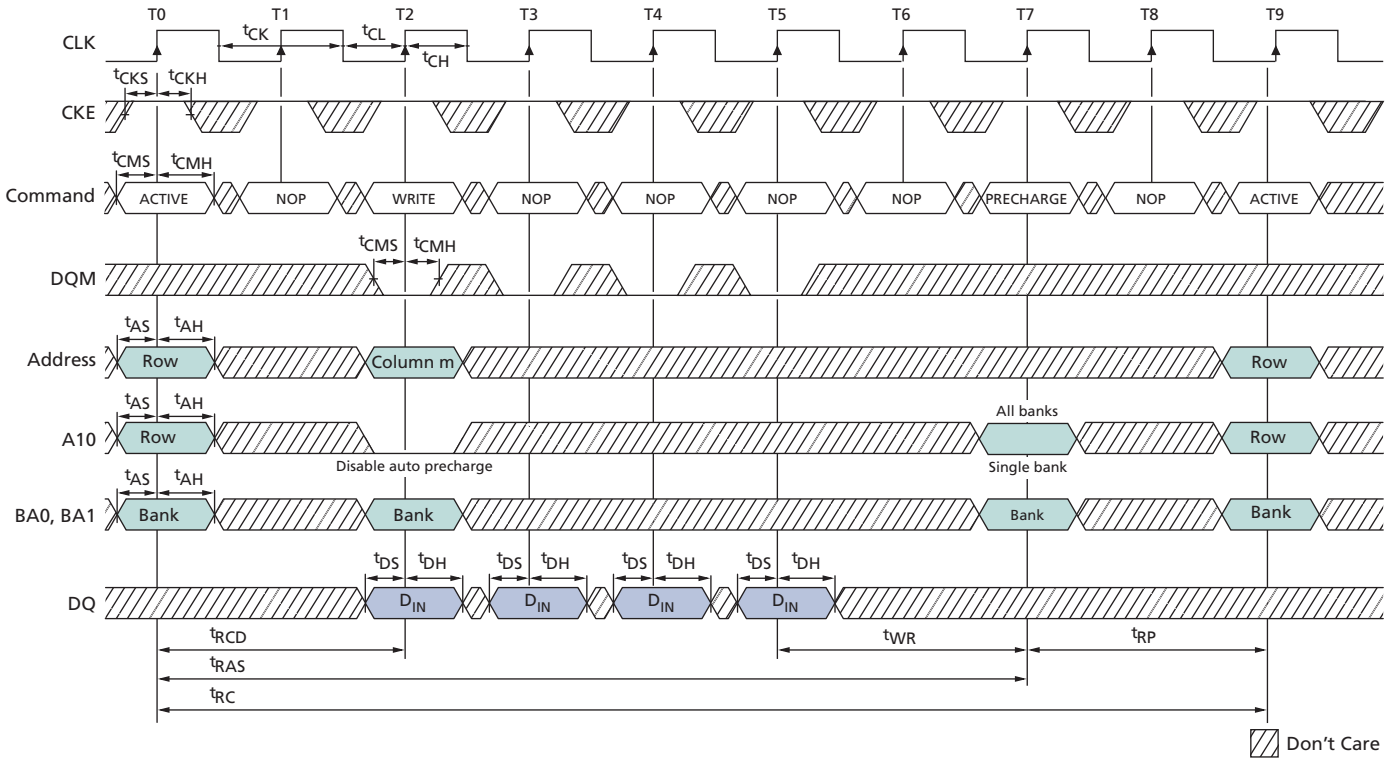 T0 T1 T2 T3 T4 T5 T6 T7 T8 T9
CLK
tCK tCL
tCH
tCKS tCKH
CKE
tCMS tCMH
Command ACTIVE NOP WRITE NOP NOP NOP NOP PRECHARGE NOP ACTIVE
tCMS tCMH
DQM
tAS tAH
Address Row Column m Row
tAS tAH
All banks
A10 Row Row
Disable auto precharge Single bank
tAS tAH
BA0, BA1 Bank Bank Bank Bank
tDS tDH tDS tDH tDS tDH tDS tDH
DQ DIN DIN DIN DIN
tRCD tWR tRP
tRAS
tRC
Don't Care